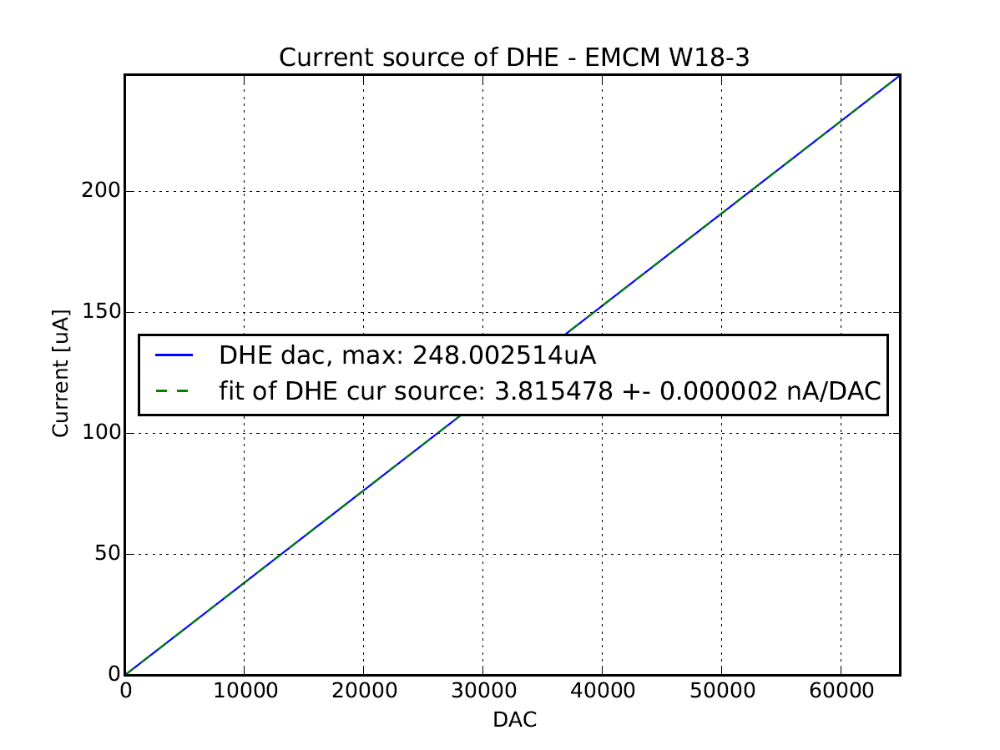 Current source of DHE - EMCM W18-3
200
150
100
50
0
Current [uA]
DHE dac, max: 248.002514uA
fit of DHE cur source: 3.815478 +- 0.000002 nA/DAC
0 10000 20000 30000 40000 50000 60000
DAC